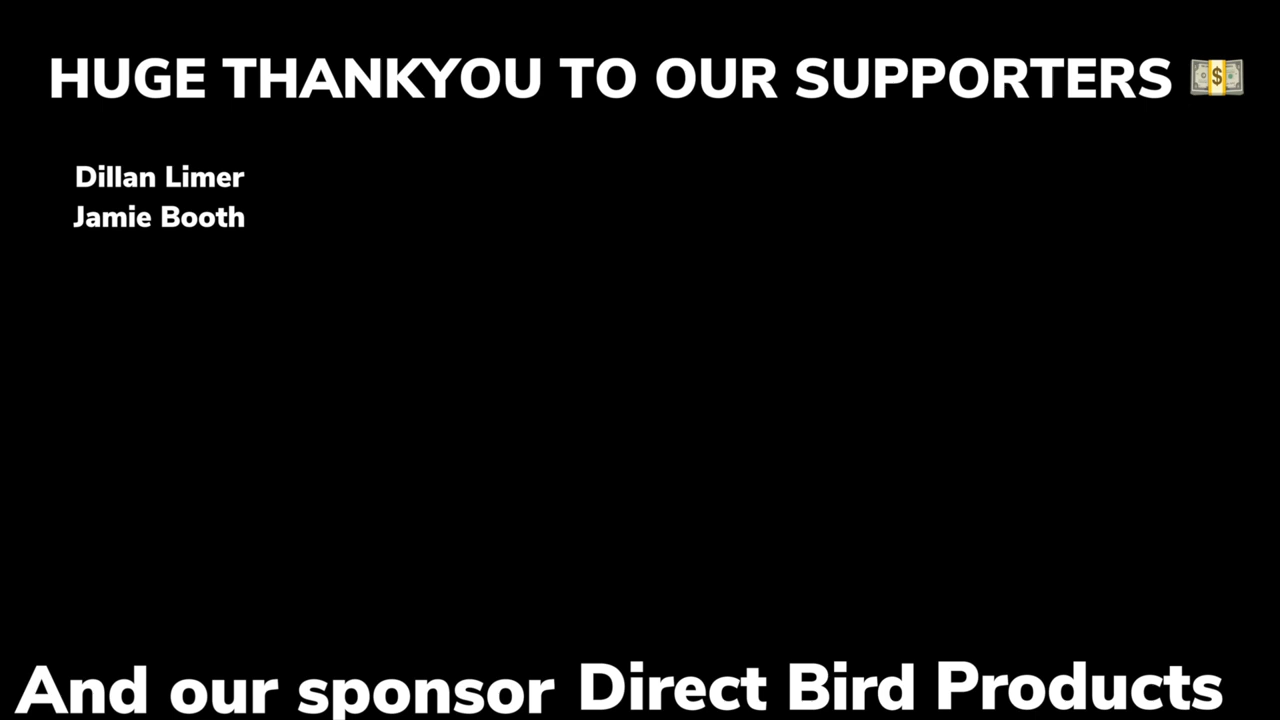 HUGE THANKYOU TO OUR SUPPORTERS 💵
Dillan Limer
Jamie Booth
And our sponsor Direct Bird Products